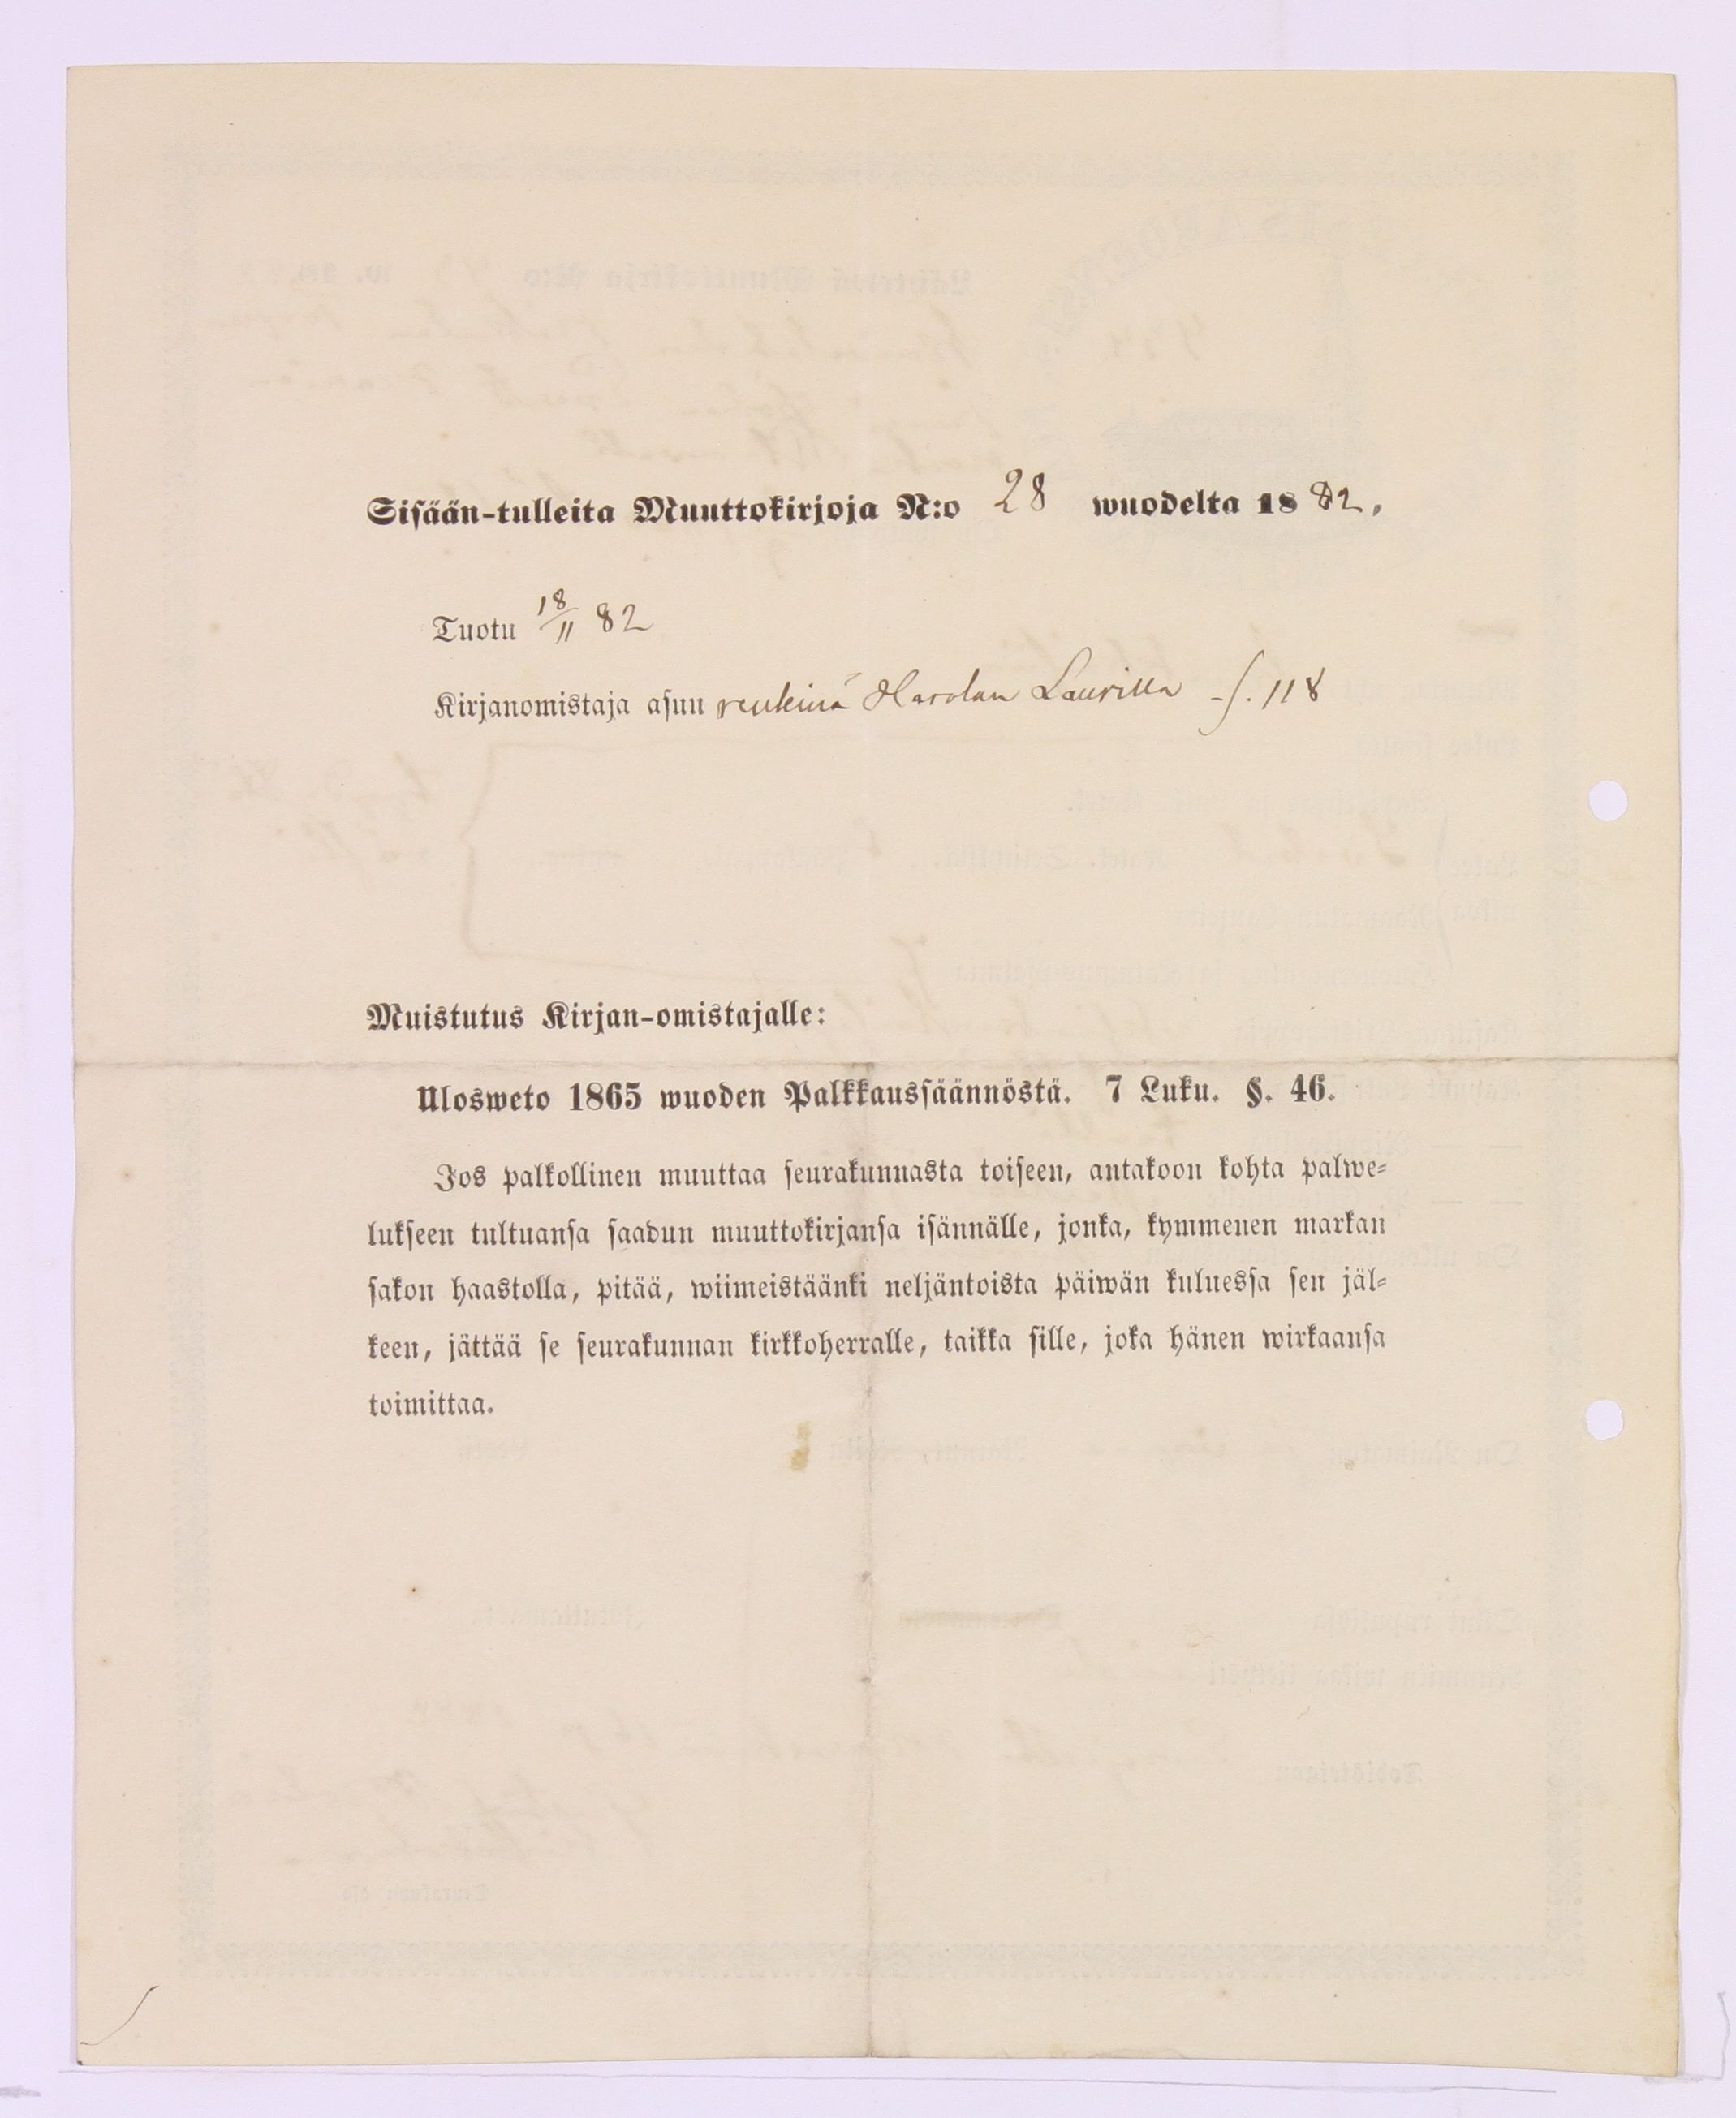 Sisään-tulleita Muuttokirjoja N:o 28 wuodelta 1882.
Tuotu 18/11 82
Kirjanomistaja asuu renkinä Harolan Laurilla S. 118
Muistutus Kirjan-omistajalle:
Ulosweto 1865 wuoden Palkkaussäännöstä. 7 Luku. §. 46.
Jos palkollinen muuttaa seurakunnasta toiseen, antakoon kohta palwe-
lukseen tultuansa saadun muuttokirjansa isännälle, jonka, kymmenen markan
sakon haastolla, pitää, wiimeistäänki neljäntoista päiwän kuluessa sen jäl-
keen, jättää se seurakunnan kirkkoherralle, taikka sille, joka hänen wirkaansa
toimittaa.